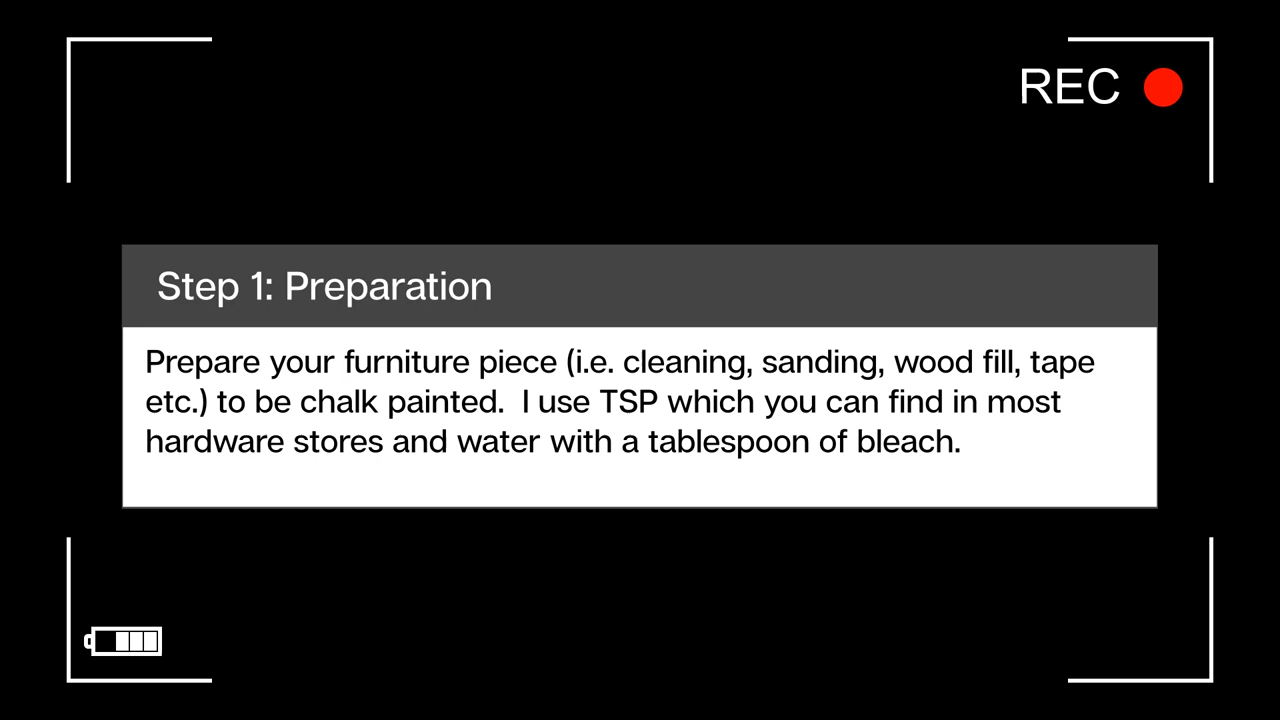 REC
Step 1: Preparation
Prepare your furniture piece (i.e. cleaning, sanding, wood fill, tape
etc.) to be chalk painted.  I use TSP which you can find in most
hardware stores and water with a tablespoon of bleach.